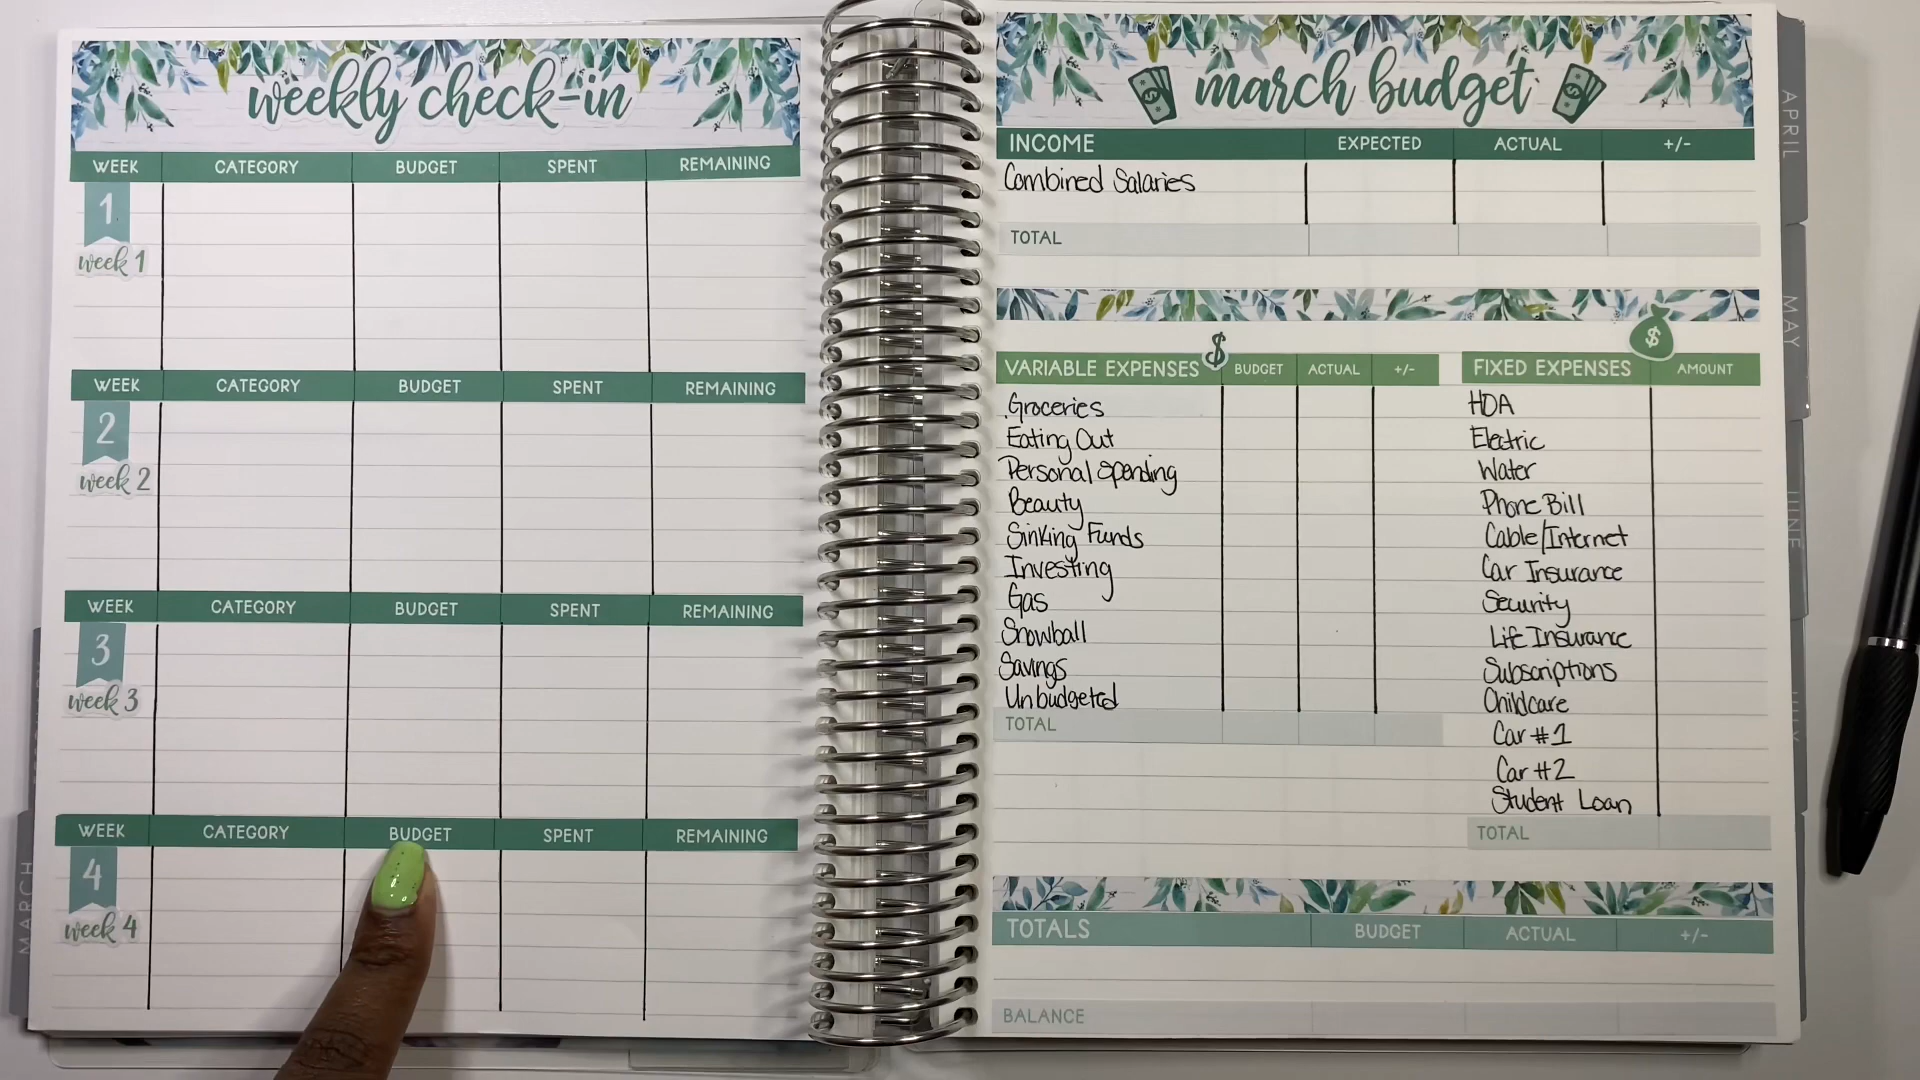 weekly check-in
WEEK CATEGORY BUDGET SPENT REMAINING
1
week 1
WEEK CATEGORY BUDGET SPENT REMAINING
2
week 2
WEEK CATEGORY BUDGET SPENT REMAINING
3
week 3
WEEK CATEGORY BUDGET SPENT REMAINING
4
week 4
MARCH
march budget
INCOME EXPECTED ACTUAL +/-
Combined Salaries
TOTAL
VARIABLE EXPENSES $ BUDGET ACTUAL +/-
Groceries
Eating Out
Personal Spending
Beauty
Sinking Funds
Investing
Gas
Snowball
Savings
Unbudgeted
TOTAL
$
FIXED EXPENSES AMOUNT
HOA
Electric
Water
Phone Bill
Cable/Internet
Car Insurance
Security
Life Insurance
Subscriptions
Childcare
Car #1
Car #2
Student Loan
TOTAL
TOTALS BUDGET ACTUAL +/-
BALANCE
APRIL
MAY
JUNE
JULY